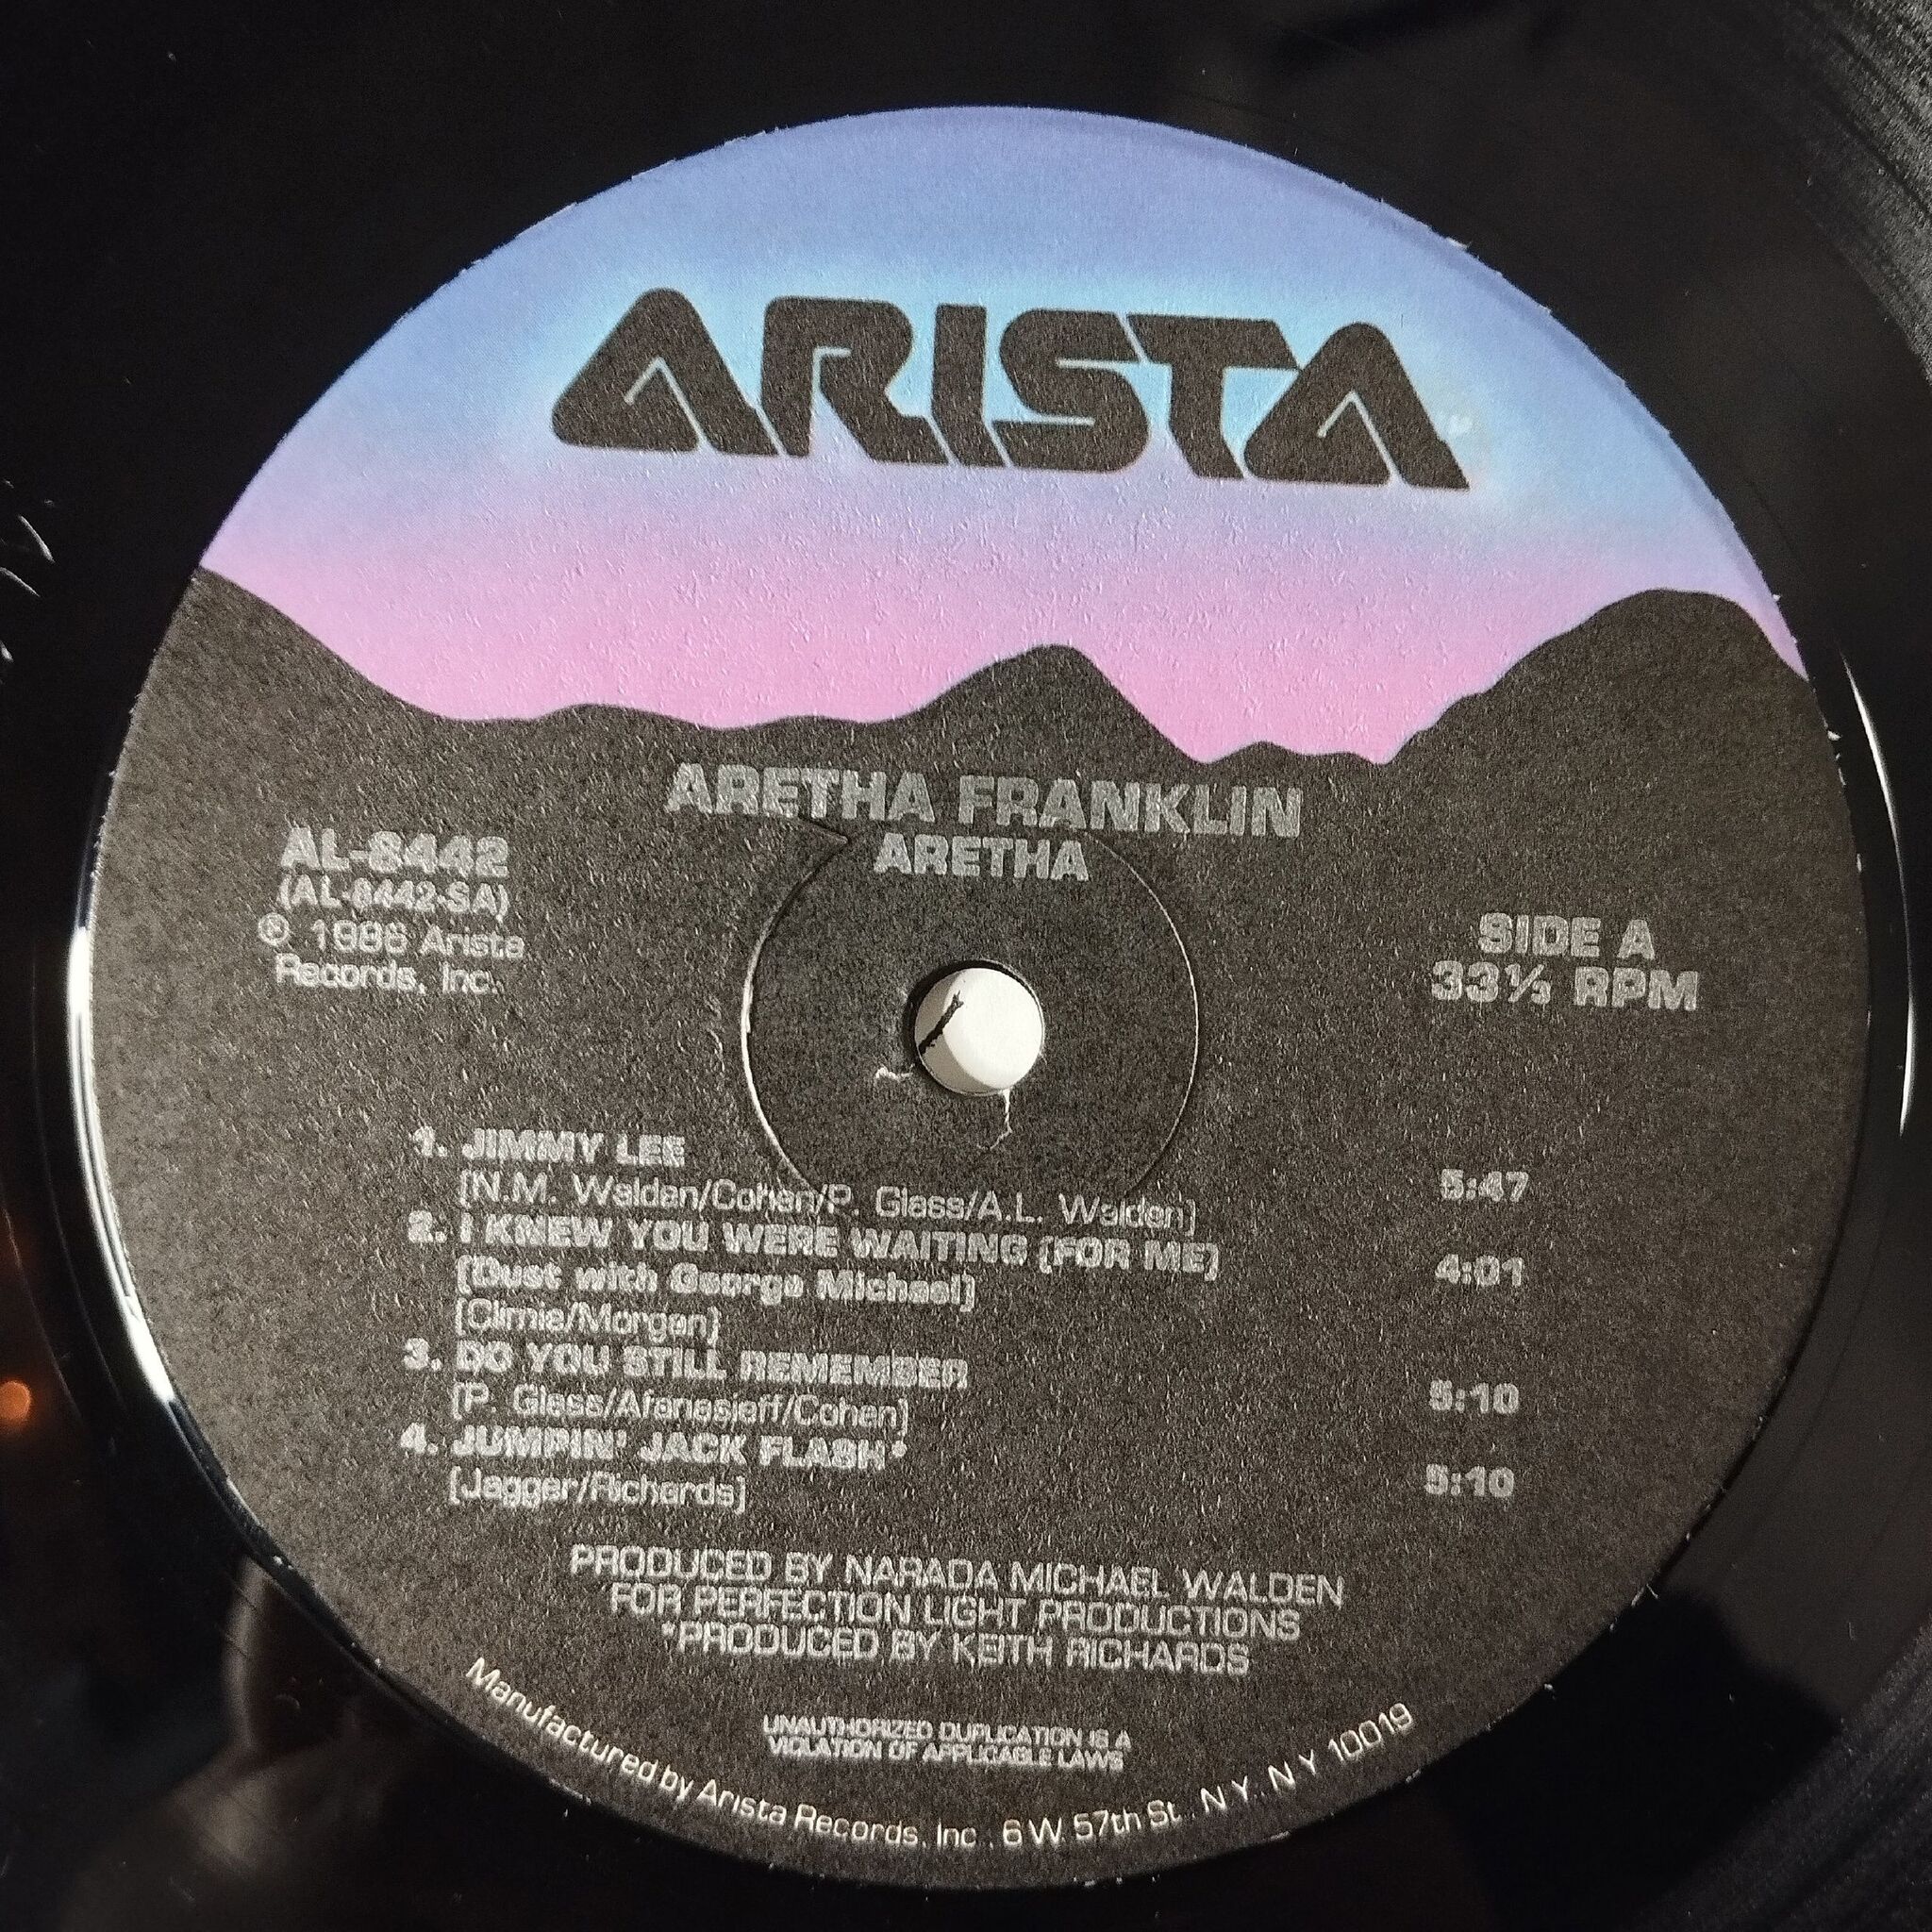 ARISTA
ARETHA FRANKLIN
ARETHA
AL-8442
(AL-8442-SA)
℗ 1986 Arista
Records, Inc.
SIDE A
33⅓ RPM
1. JIMMY LEE
[N.M. Walden/Cohen/P. Glass/A.L. Walden] 5:47
2. I KNEW YOU WERE WAITING (FOR ME)
[Duet with George Michael] 4:01
[Climie/Morgan]
3. DO YOU STILL REMEMBER
[P. Glass/Afanasieff/Cohen] 5:10
4. JUMPIN' JACK FLASH*
[Jagger/Richards] 5:10
PRODUCED BY NARADA MICHAEL WALDEN
FOR PERFECTION LIGHT PRODUCTIONS
*PRODUCED BY KEITH RICHARDS
UNAUTHORIZED DUPLICATION IS A
VIOLATION OF APPLICABLE LAWS
Manufactured by Arista Records, Inc., 6 W. 57th St., N.Y., N.Y. 10019